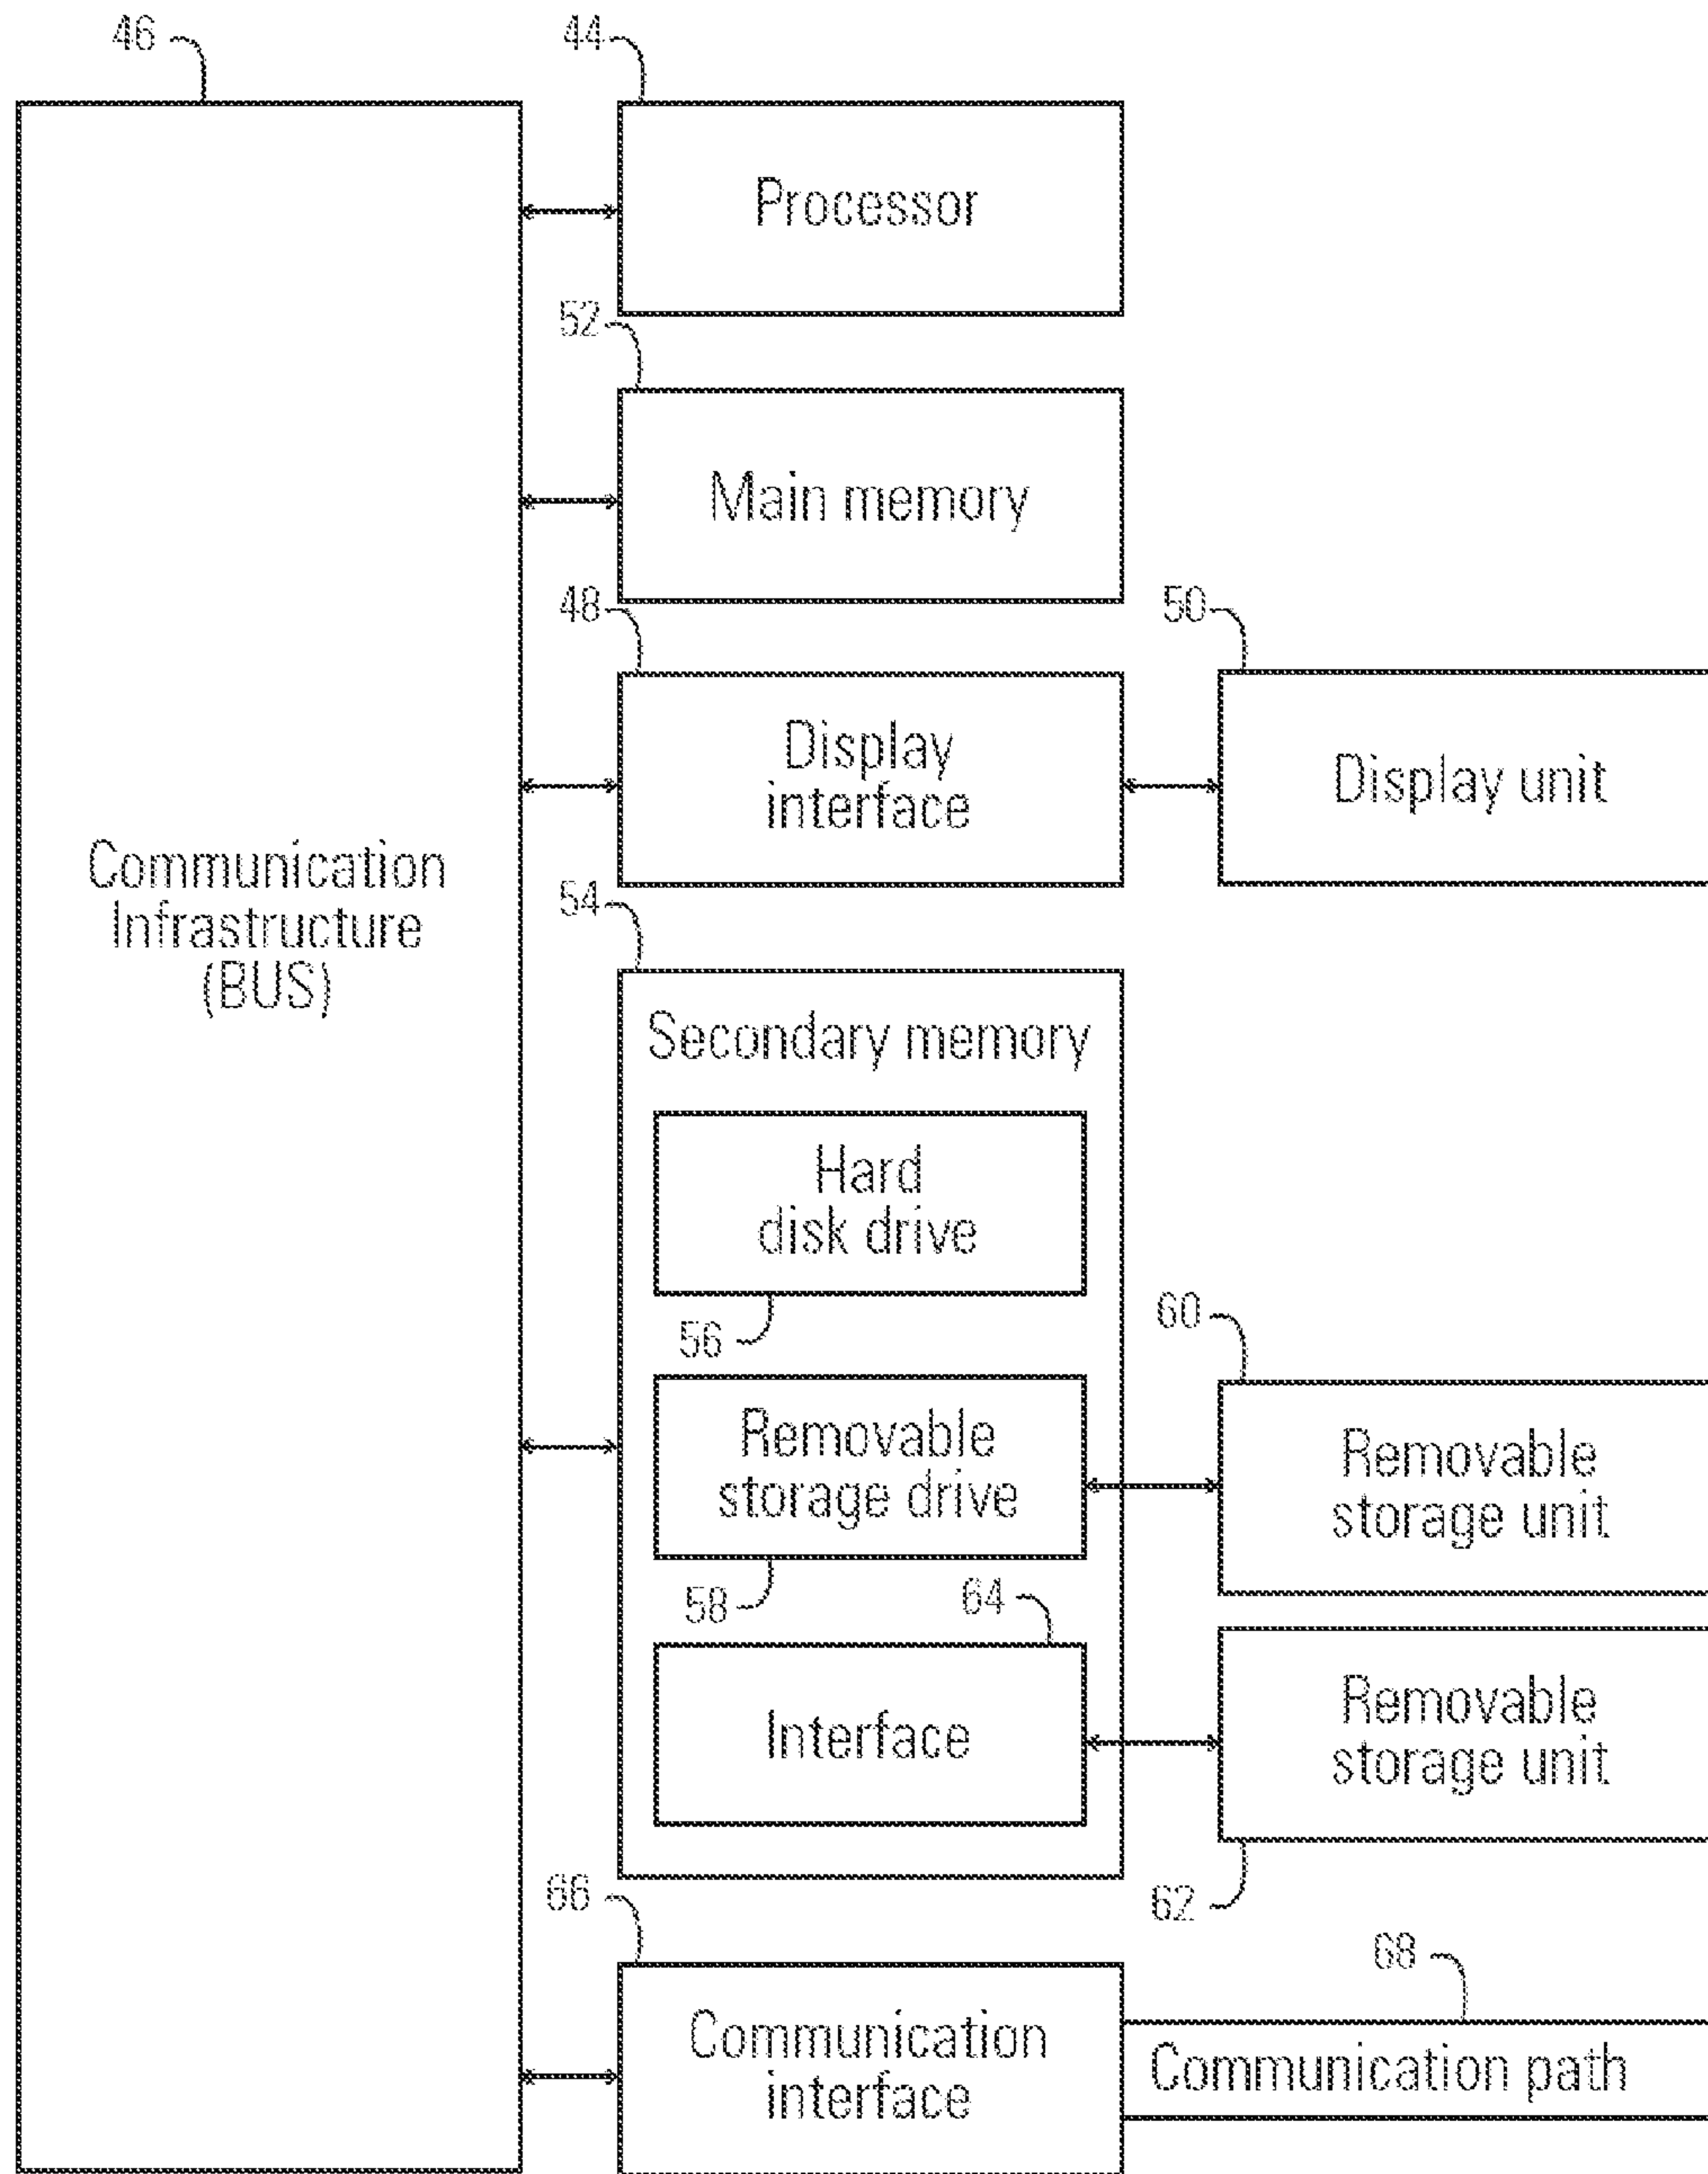 46
44
Processor
52
Main memory
48
50
Display
interface
Display unit
Communication
Infrastructure
(BUS)
54
Secondary memory
Hard
disk drive
56
60
Removable
storage drive
Removable
storage unit
58
64
Interface
Removable
storage unit
62
66
68
Communication
interface
Communication path